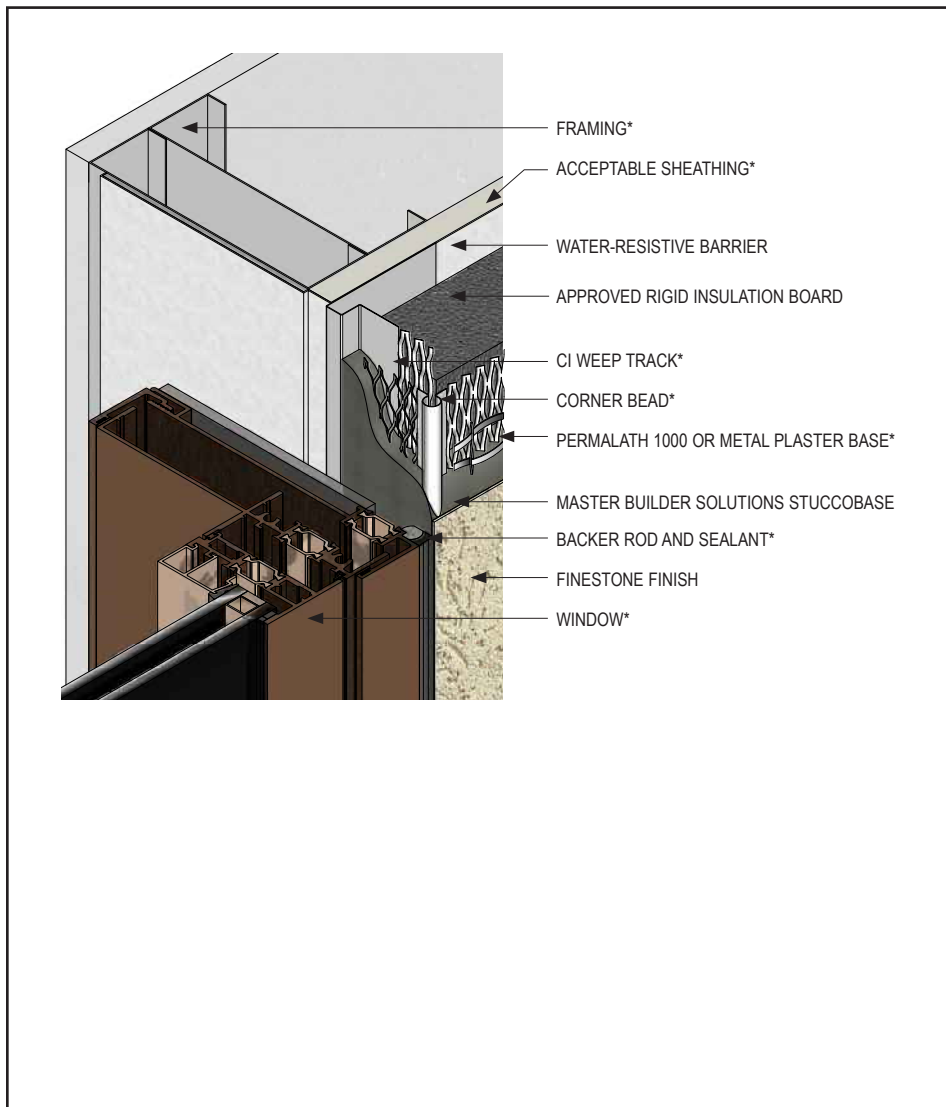 FRAMING*
ACCEPTABLE SHEATHING*
WATER-RESISTIVE BARRIER
APPROVED RIGID INSULATION BOARD
CI WEEP TRACK*
CORNER BEAD*
PERMALATH 1000 OR METAL PLASTER BASE*
MASTER BUILDER SOLUTIONS STUCCOBASE
BACKER ROD AND SEALANT*
FINESTONE FINISH
WINDOW*